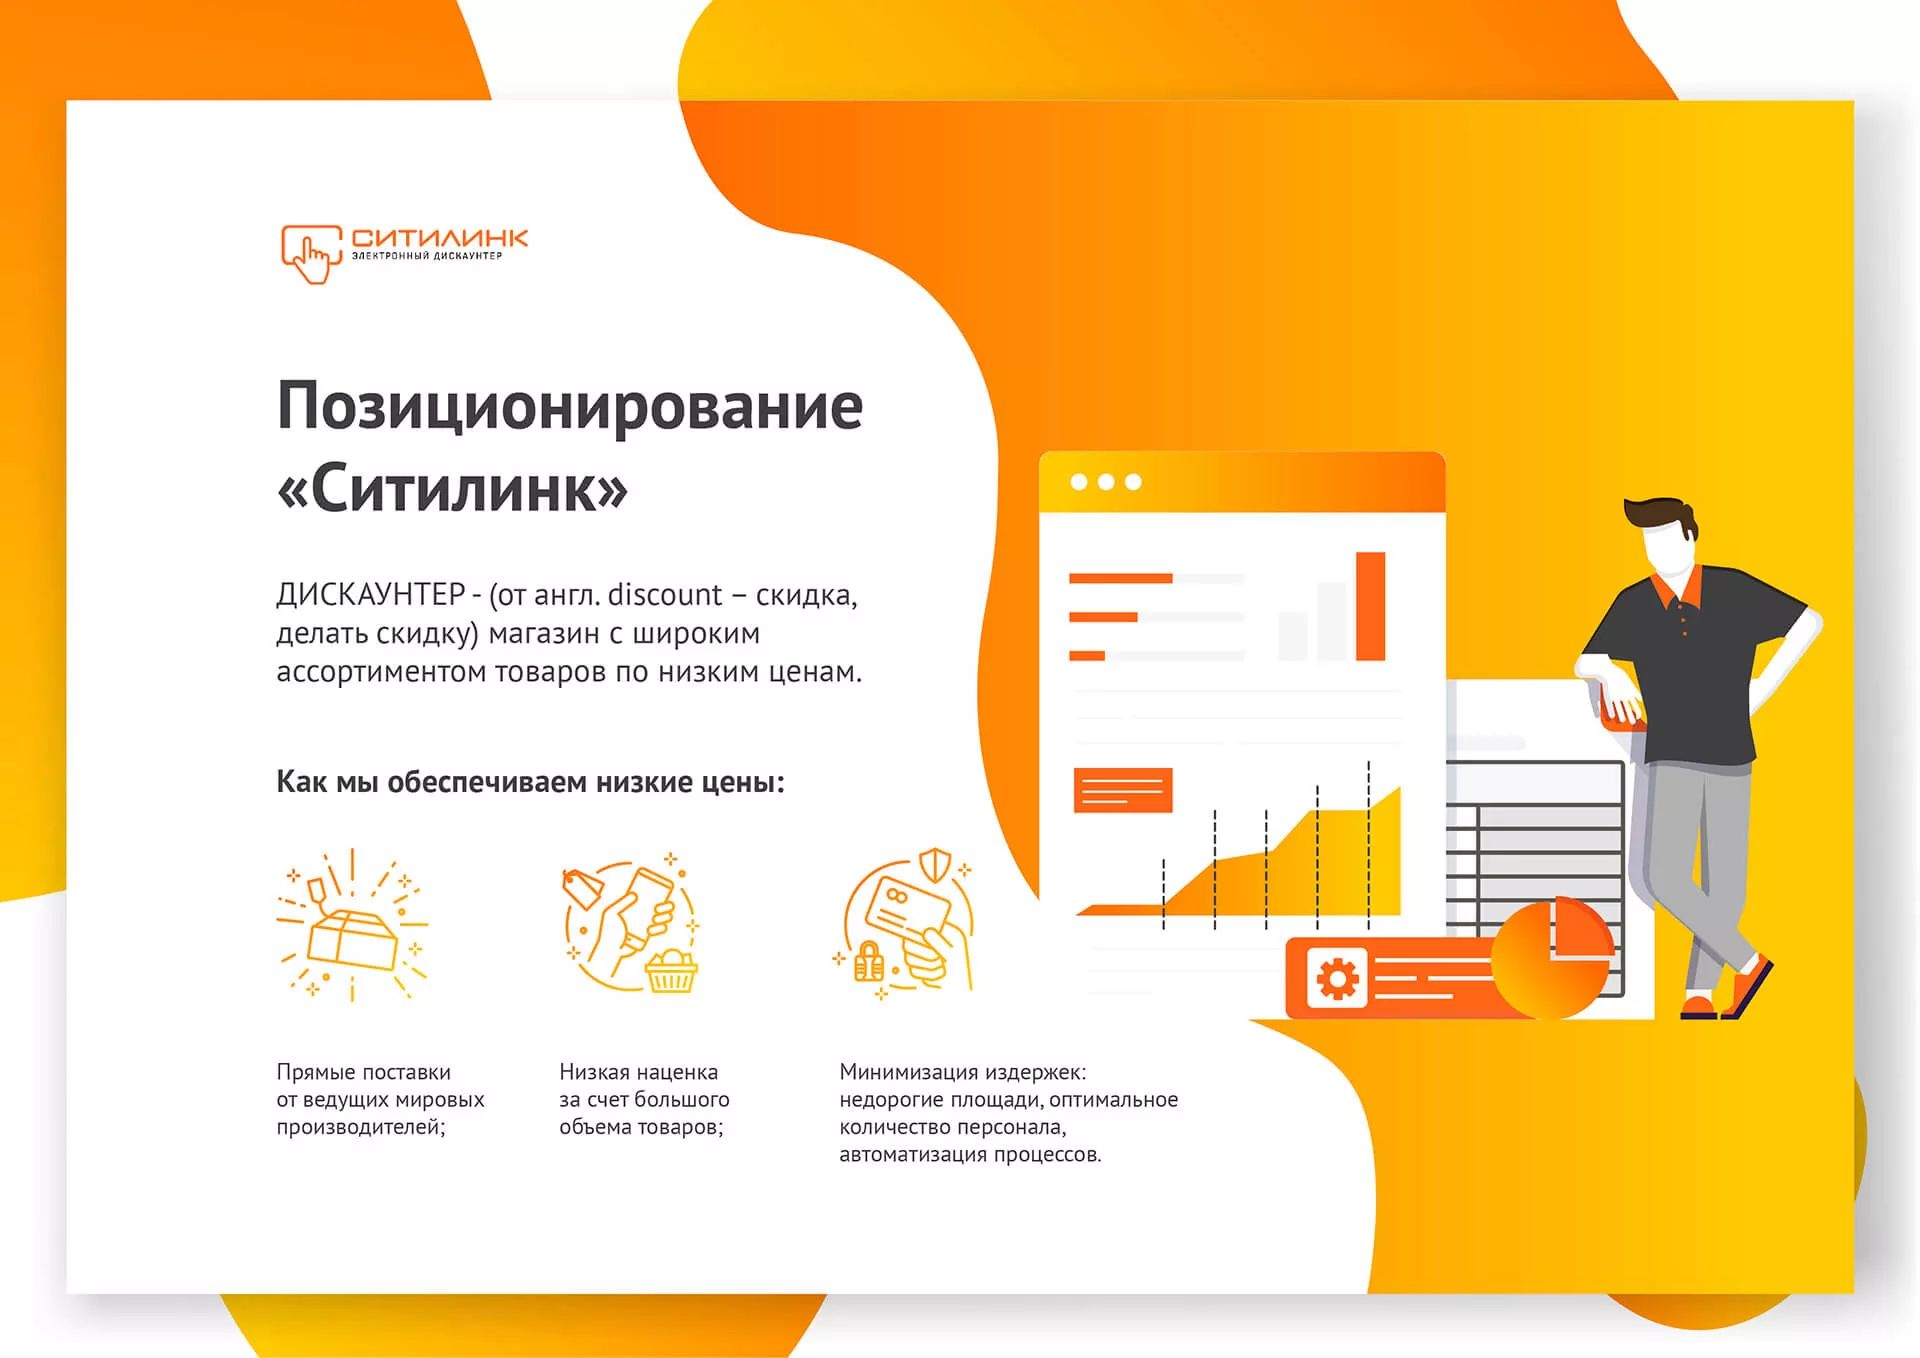 СИТИЛИНК
ЭЛЕКТРОННЫЙ ДИСКАУНТЕР
Позиционирование
«Ситилинк»
ДИСКАУНТЕР - (от англ. discount – скидка,
делать скидку) магазин с широким
ассортиментом товаров по низким ценам.
Как мы обеспечиваем низкие цены:
Прямые поставки
от ведущих мировых
производителей;
Низкая наценка
за счет большого
объема товаров;
Минимизация издержек:
недорогие площади, оптимальное
количество персонала,
автоматизация процессов.